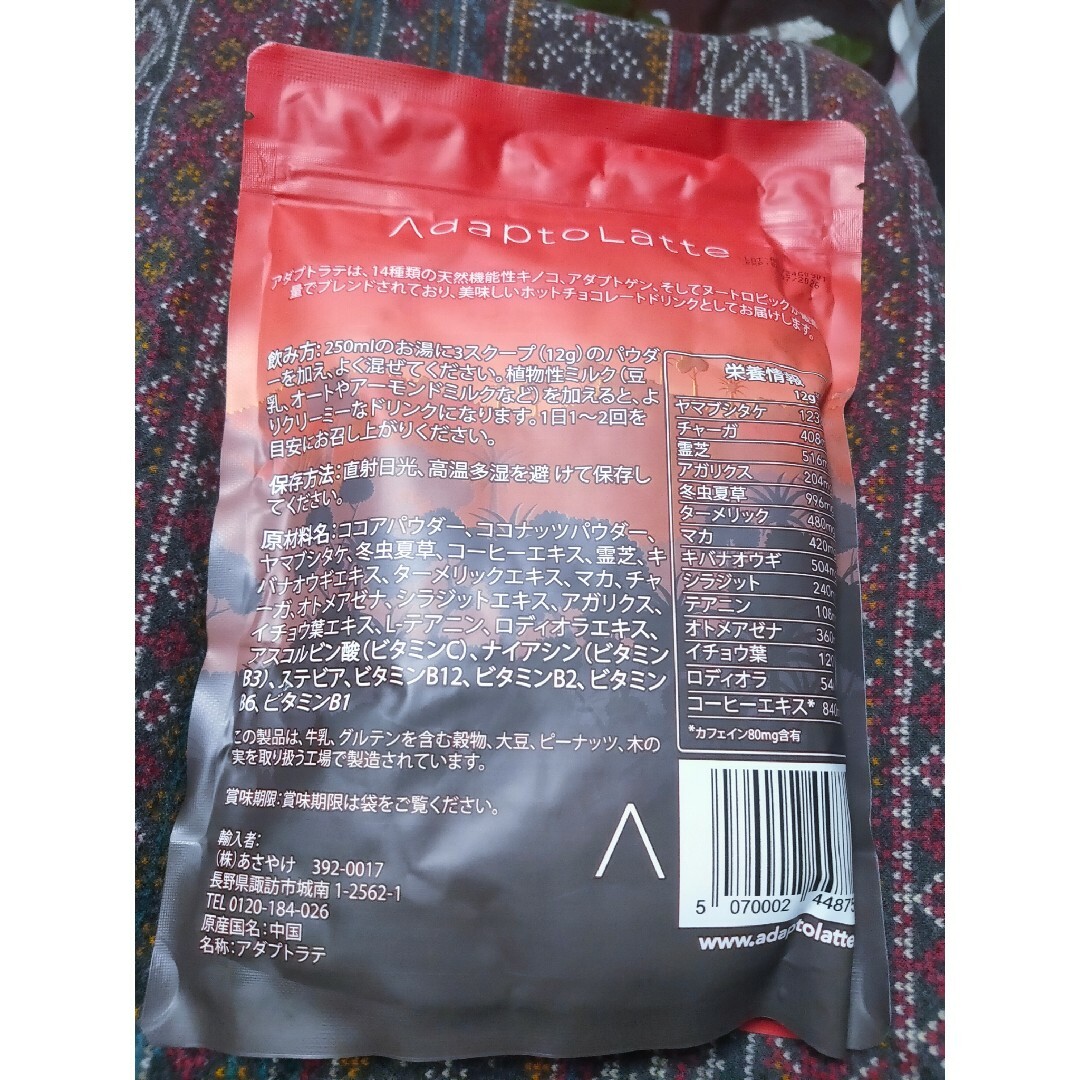 AdaptoLatte
アダプトラテは、14種類の天然機能性キノコ、アダプトゲン、そしてヌートロピックが
量でブレンドされており、美味しいホットチョコレートドリンクとしてお届けします。
飲み方: 250mlのお湯に3スクープ(12g)のパウダ
ーを加え、よく混ぜてください。植物性ミルク(豆
乳、オートやアーモンドミルクなど)を加えると、よ
りクリーミーなドリンクになります。1日1〜2回を
目安にお召し上がりください。
保存方法: 直射日光、高温多湿を避 けて保存し
てください。
原材料名: ココアパウダー、ココナッツパウダー、
ヤマブシタケ、冬虫夏草、コーヒーエキス、霊芝、キ
バナオウギエキス、ターメリックエキス、マカ、チャ
ーガ、オトメアゼナ、シラジットエキス、アガリクス、
イチョウ葉エキス、L-テアニン、ロディオラエキス、
アスコルビン酸(ビタミンC)、ナイアシン(ビタミン
B3)、ステビア、ビタミンB12、ビタミンB2、ビタミン
B6、ビタミンB1
この製品は、牛乳、グルテンを含む穀物、大豆、ピーナッツ、木の
実を取り扱う工場で製造されています。
賞味期限: 賞味期限は袋をご覧ください。
輸入者:
(株)あさやけ 392-0017
長野県諏訪市城南 1-2562-1
TEL 0120-184-026
原産国名: 中国
名称: アダプトラテ
栄養情報
12g
ヤマブシタケ 123
チャーガ 408
霊芝 516m
アガリクス 204m
冬虫夏草 996mg
ターメリック 480mg
マカ 420m
キバナオウギ 504m
シラジット 240m
テアニン 108
オトメアゼナ 360
イチョウ葉 120
ロディオラ 54
コーヒーエキス* 840
*カフェイン80mg含有
5 070002 44875
www.adaptolatte